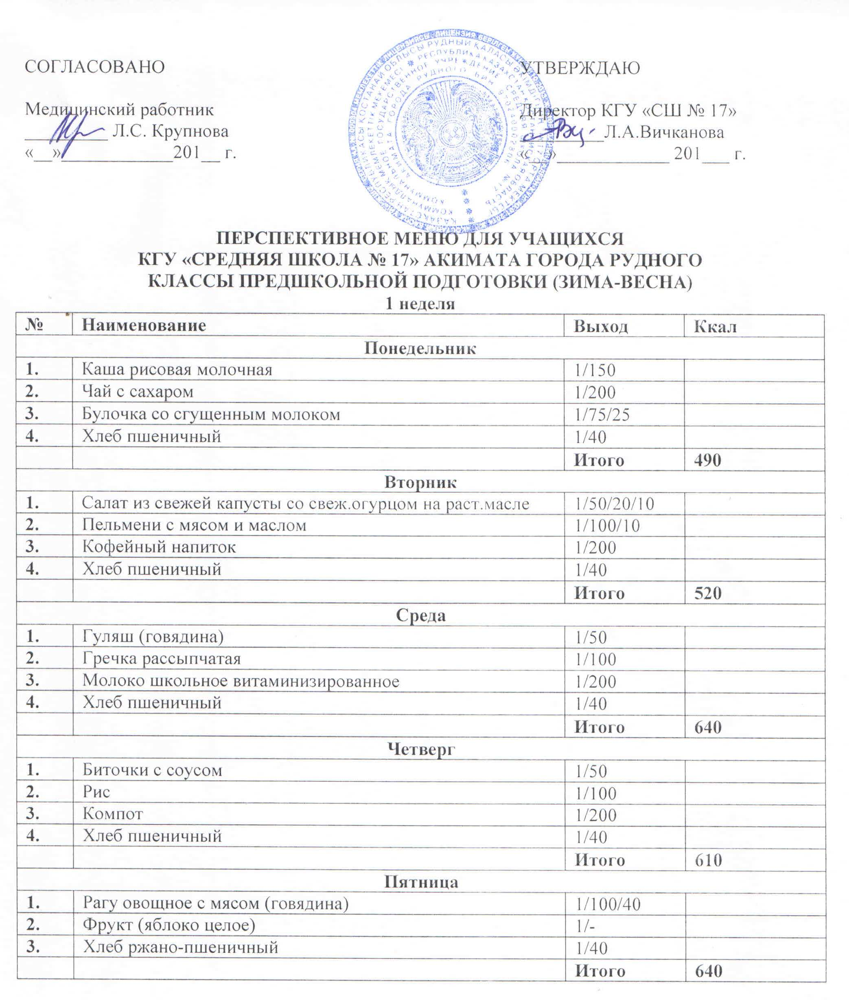 СОГЛАСОВАНО
Медицинский работник
____________ Л.С. Крупнова
«__»________________201__ г.
УТВЕРЖДАЮ
Директор КГУ «СШ № 17»
____________Л.А.Вичканова
«__»________________ 201___ г.
ПЕРСПЕКТИВНОЕ МЕНЮ ДЛЯ УЧАЩИХСЯ
КГУ «СРЕДНЯЯ ШКОЛА № 17» АКИМАТА ГОРОДА РУДНОГО
КЛАССЫ ПРЕДШКОЛЬНОЙ ПОДГОТОВКИ (ЗИМА-ВЕСНА)
1 неделя
№ Наименование Выход Ккал
Понедельник
1. Каша рисовая молочная 1/150
2. Чай с сахаром 1/200
3. Булочка со сгущенным молоком 1/75/25
4. Хлеб пшеничный 1/40
Итого 490
Вторник
1. Салат из свежей капусты со свеж.огурцом на раст.масле 1/50/20/10
2. Пельмени с мясом и маслом 1/100/10
3. Кофейный напиток 1/200
4. Хлеб пшеничный 1/40
Итого 520
Среда
1. Гуляш (говядина) 1/50
2. Гречка рассыпчатая 1/100
3. Молоко школьное витаминизированное 1/200
4. Хлеб пшеничный 1/40
Итого 640
Четверг
1. Биточки с соусом 1/50
2. Рис 1/100
3. Компот 1/200
4. Хлеб пшеничный 1/40
Итого 610
Пятница
1. Рагу овощное с мясом (говядина) 1/100/40
2. Фрукт (яблоко целое) 1/-
3. Хлеб ржано-пшеничный 1/40
Итого 640